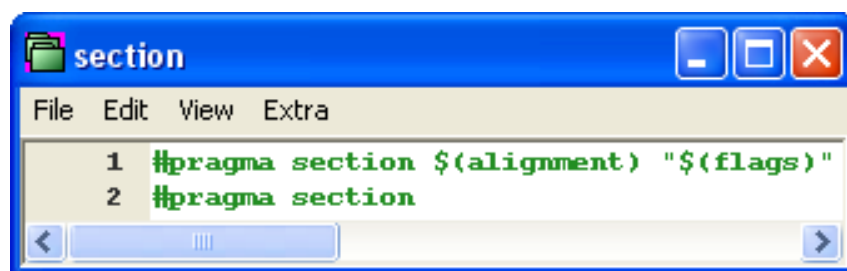 section
File Edit View Extra
1 #pragma section $(alignment) "$(flags)"
2 #pragma section